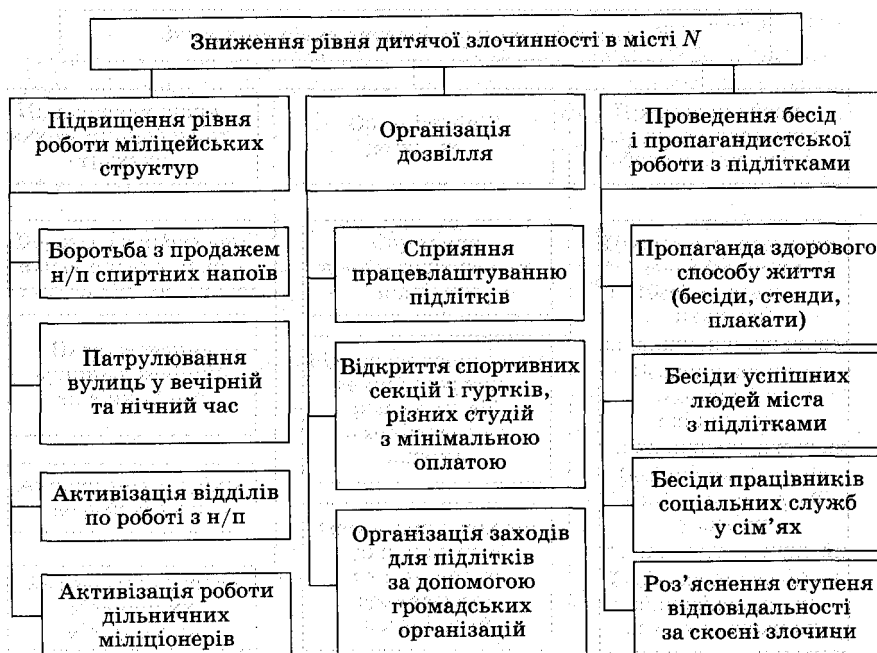 Зниження рівня дитячої злочинності в місті N
Підвищення рівня
роботи міліцейських
структур
Боротьба з продажем
н/п спиртних напоїв
Патрулювання
вулиць у вечірній
та нічний час
Активізація відділів
по роботі з н/п
Активізація роботи
дільничних
міліціонерів
Організація
дозвілля
Сприяння
працевлаштуванню
підлітків
Відкриття спортивних
секцій і гуртків,
різних студій
з мінімальною
оплатою
Організація заходів
для підлітків
за допомогою
громадських
організацій
Проведення бесід
і пропагандистської
роботи з підлітками
Пропаганда здорового
способу життя
(бесіди, стенди,
плакати)
Бесіди успішних
людей міста
з підлітками
Бесіди працівників
соціальних служб
у сім’ях
Роз’яснення ступеня
відповідальності
за скоєні злочини